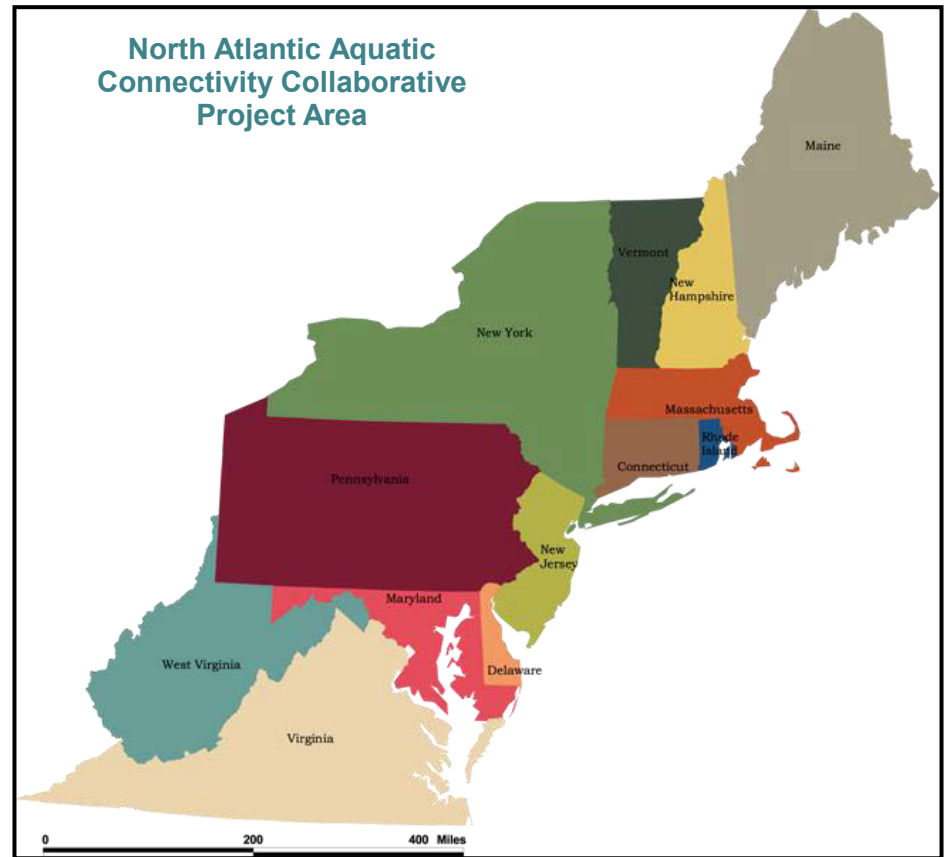 North Atlantic Aquatic
Connectivity Collaborative
Project Area
Maine
Vermont
New
Hampshire
New York
Massachusetts
Rhode
Island
Connecticut
Pennsylvania
New
Jersey
Maryland
West Virginia
Delaware
Virginia
0 200 400 Miles